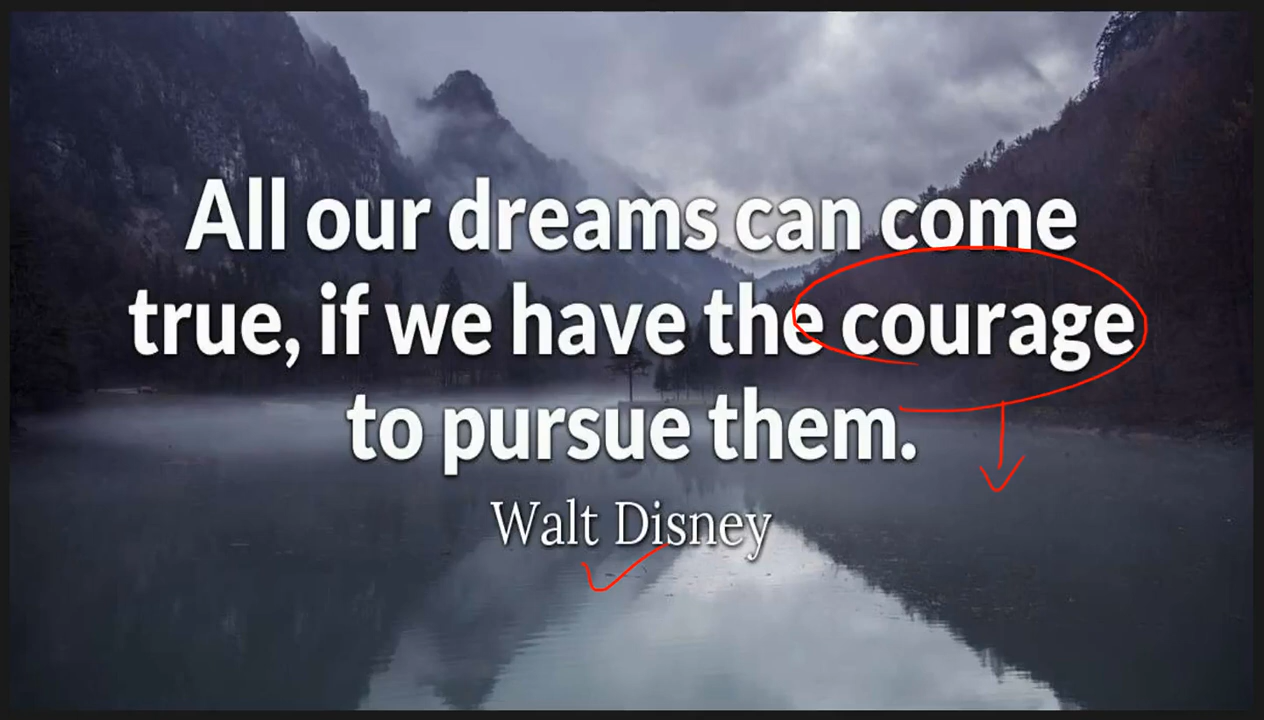 All our dreams can come
true, if we have the courage
to pursue them.
Walt Disney